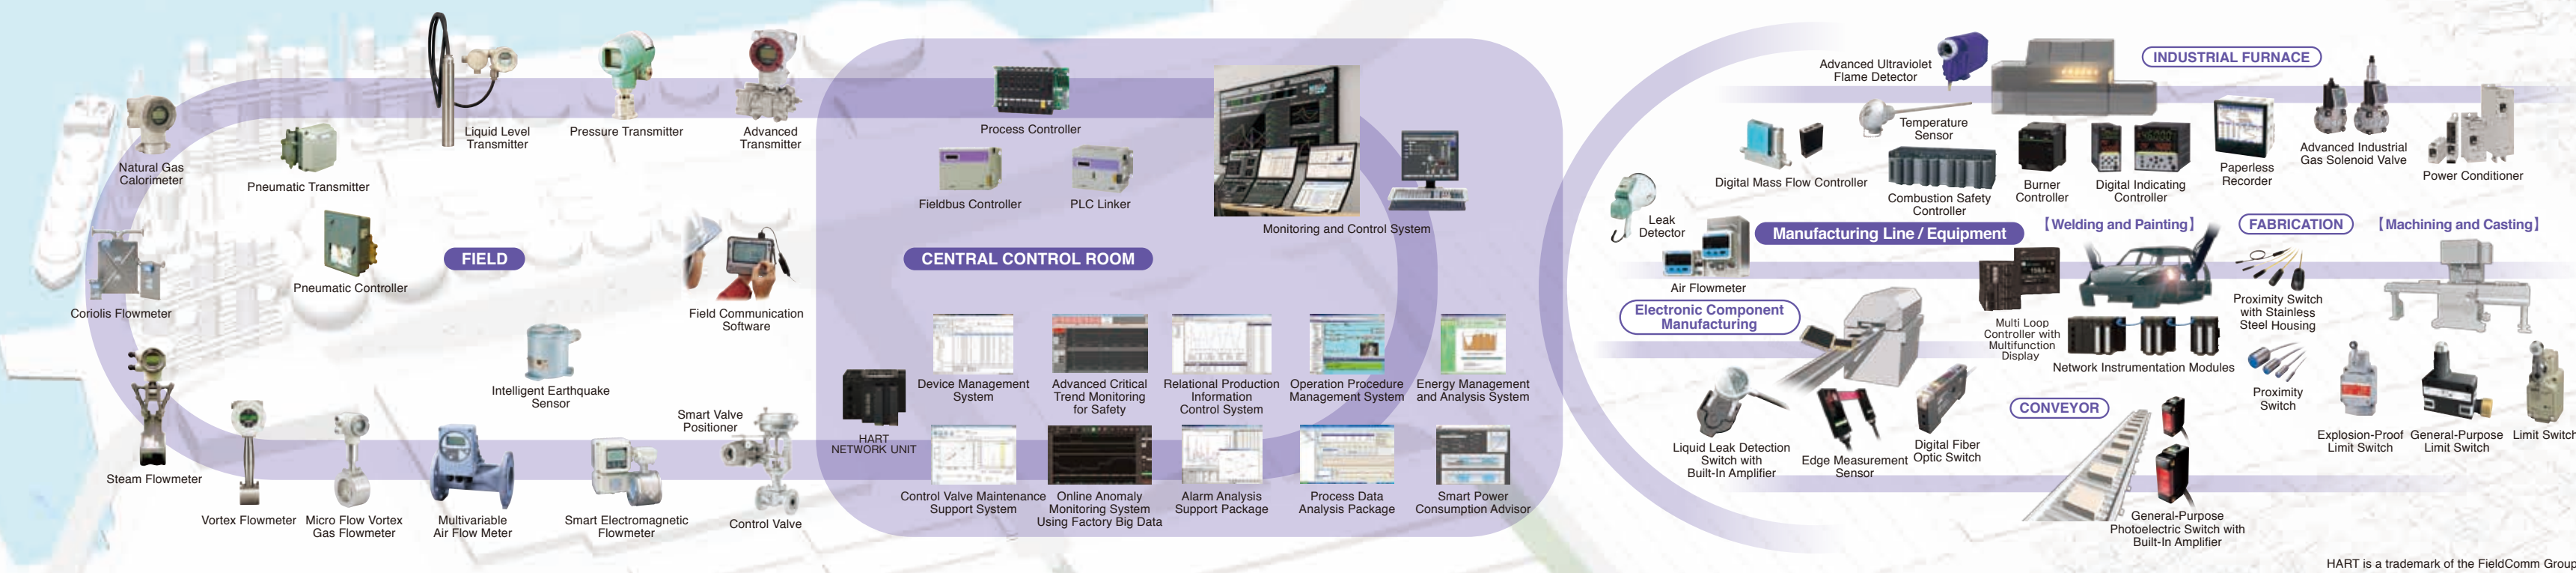 Natural Gas
Calorimeter
Pneumatic Transmitter
Liquid Level
Transmitter
Pressure Transmitter
Advanced
Transmitter
Coriolis Flowmeter
Pneumatic Controller
FIELD
Field Communication
Software
Intelligent Earthquake
Sensor
Steam Flowmeter
Vortex Flowmeter
Micro Flow Vortex
Gas Flowmeter
Multivariable
Air Flow Meter
Smart Electromagnetic
Flowmeter
Smart Valve
Positioner
Control Valve
Process Controller
Fieldbus Controller
PLC Linker
Monitoring and Control System
CENTRAL CONTROL ROOM
HART
NETWORK UNIT
Device Management
System
Advanced Critical
Trend Monitoring
for Safety
Relational Production
Information
Control System
Operation Procedure
Management System
Energy Management
and Analysis System
Control Valve Maintenance
Support System
Online Anomaly
Monitoring System
Using Factory Big Data
Alarm Analysis
Support Package
Process Data
Analysis Package
Smart Power
Consumption Advisor
Advanced Ultraviolet
Flame Detector
INDUSTRIAL FURNACE
Temperature
Sensor
Digital Mass Flow Controller
Combustion Safety
Controller
Burner
Controller
Digital Indicating
Controller
Paperless
Recorder
Advanced Industrial
Gas Solenoid Valve
Power Conditioner
Leak
Detector
Air Flowmeter
Manufacturing Line / Equipment
【Welding and Painting】
FABRICATION
【Machining and Casting】
Electronic Component
Manufacturing
Multi Loop
Controller with
Multifunction
Display
Network Instrumentation Modules
Proximity Switch
with Stainless
Steel Housing
Proximity
Switch
Explosion-Proof
Limit Switch
General-Purpose
Limit Switch
Limit Switch
Liquid Leak Detection
Switch with
Built-In Amplifier
Edge Measurement
Sensor
Digital Fiber
Optic Switch
CONVEYOR
General-Purpose
Photoelectric Switch with
Built-In Amplifier
HART is a trademark of the FieldComm Group